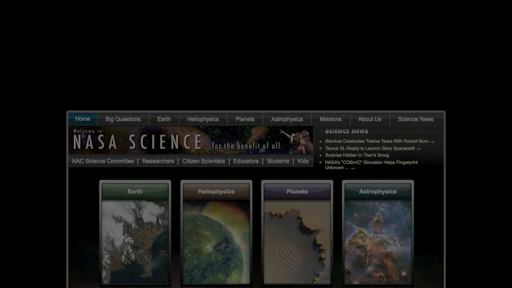 Home Big Questions Earth Heliophysics Planets Astrophysics Missions About Us Science News
Welcome to
NASA SCIENCE ...for the benefit of all.
SCIENCE NEWS
Stardust Celebrates Twelve Years With Rocket Burn
Taurus XL Ready to Launch Glory Spacecraft
Surprise Hidden in Titan's Smog
NASA's "COSmIC" Simulator Helps Fingerprint
Unknown ...
NAC Science Committee | Researchers | Citizen Scientists | Educators | Students | Kids
Earth Heliophysics Planets Astrophysics